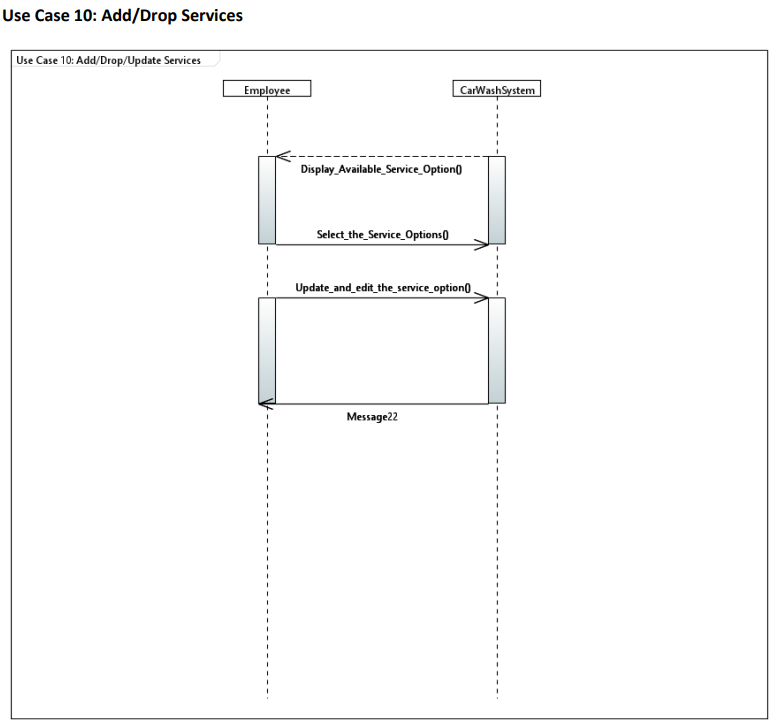 Use Case 10: Add/Drop Services
Use Case 10: Add/Drop/Update Services
Employee
CarWashSystem
Display_Available_Service_Option()
Select_the_Service_Options()
Update_and_edit_the_service_option()
Message22